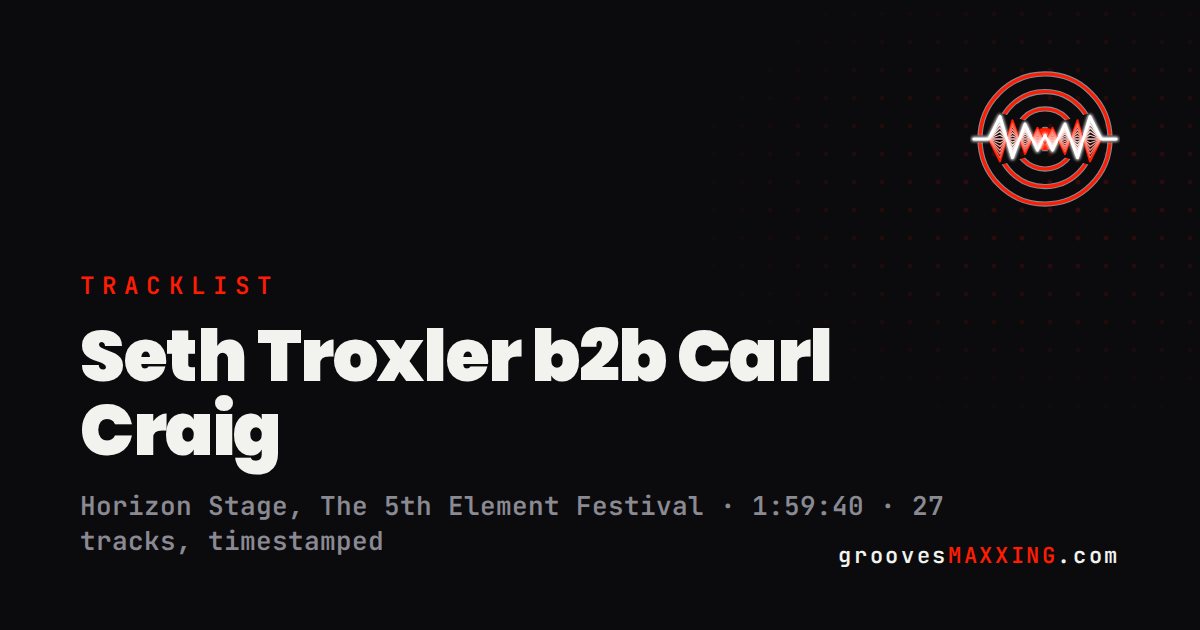 TRACKLIST
Seth Troxler b2b Carl
Craig
Horizon Stage, The 5th Element Festival · 1:59:40 · 27
tracks, timestamped
groovesMAXXING.com